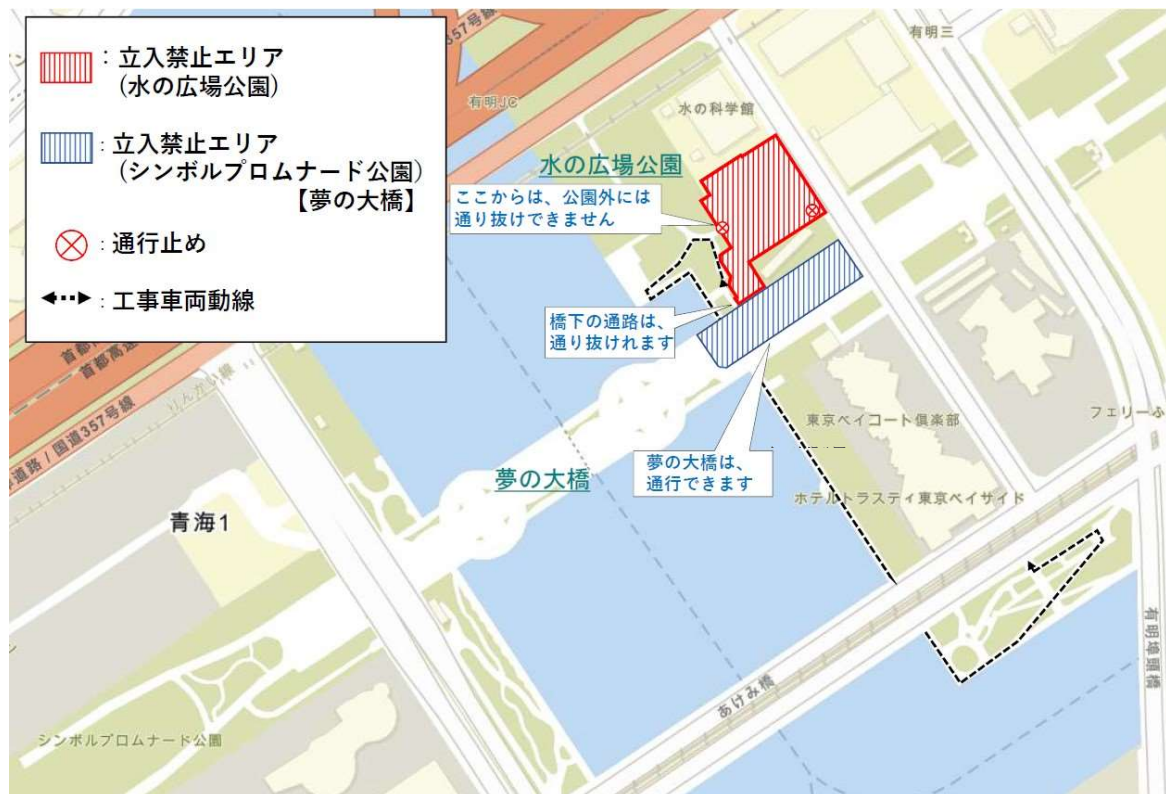 ：立入禁止エリア
(水の広場公園)
：立入禁止エリア
(シンボルプロムナード公園)
【夢の大橋】
：通行止め
：工事車両動線
357号線
有明JC
有明三
水の科学館
水の広場公園
ここからは、公園外には
通り抜けできません
橋下の通路は、
通り抜けれます
首都高速
首都高速
りんかい線
道路 / 国道357号線
東京ベイコート倶楽部
フェリーふ
夢の大橋は、
通行できます
夢の大橋
ホテルトラスティ東京ベイサイド
青海1
有明埠頭橋
あけみ橋
シンボルプロムナード公園